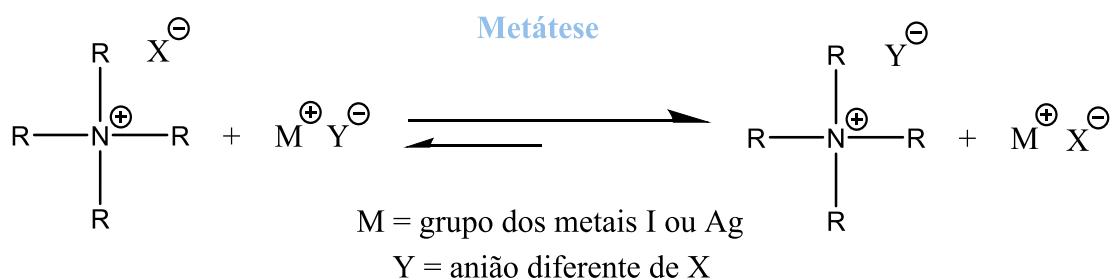 Metátese
R X⊖ R Y⊖
R N⊕ R + M⊕ Y⊖ R N⊕ R + M⊕ X⊖
R R
M = grupo dos metais I ou Ag
Y = anião diferente de X